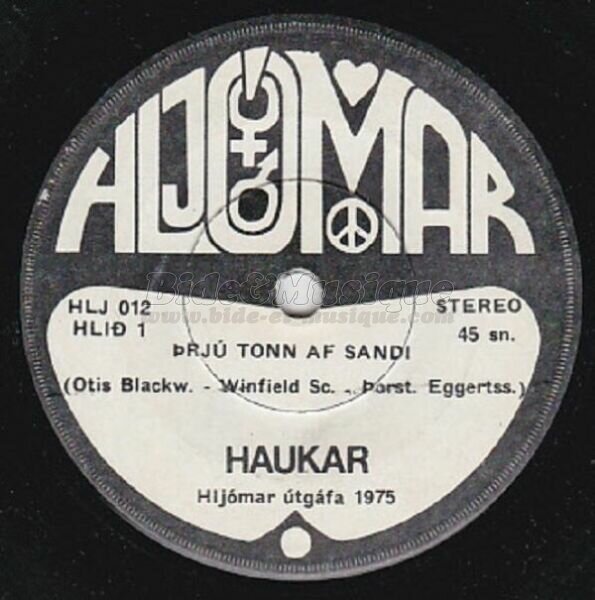 HLJÓMAR
Bide&Musique
www.bide-et-musique.com
HLJ 012
STEREO
HLIÐ 1
45 sn.
ÞRJÚ TONN AF SANDI
(Otis Blackw. - Winfield Sc. - Þorst. Eggertss.)
HAUKAR
Hljómar útgáfa 1975